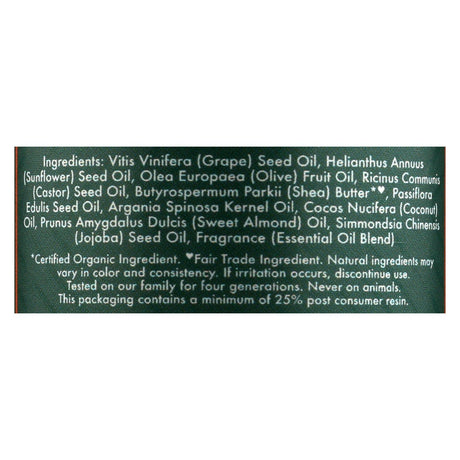 Ingredients: Vitis Vinifera (Grape) Seed Oil, Helianthus Annuus
(Sunflower) Seed Oil, Olea Europaea (Olive) Fruit Oil, Ricinus Communis
(Castor) Seed Oil, Butyrospermum Parkii (Shea) Butter*♥, Passiflora
Edulis Seed Oil, Argania Spinosa Kernel Oil, Cocos Nucifera (Coconut)
Oil, Prunus Amygdalus Dulcis (Sweet Almond) Oil, Simmondsia Chinensis
(Jojoba) Seed Oil, Fragrance (Essential Oil Blend)
*Certified Organic Ingredient. ♥Fair Trade Ingredient. Natural ingredients may
vary in color and consistency. If irritation occurs, discontinue use.
Tested on our family for four generations. Never on animals.
This packaging contains a minimum of 25% post consumer resin.